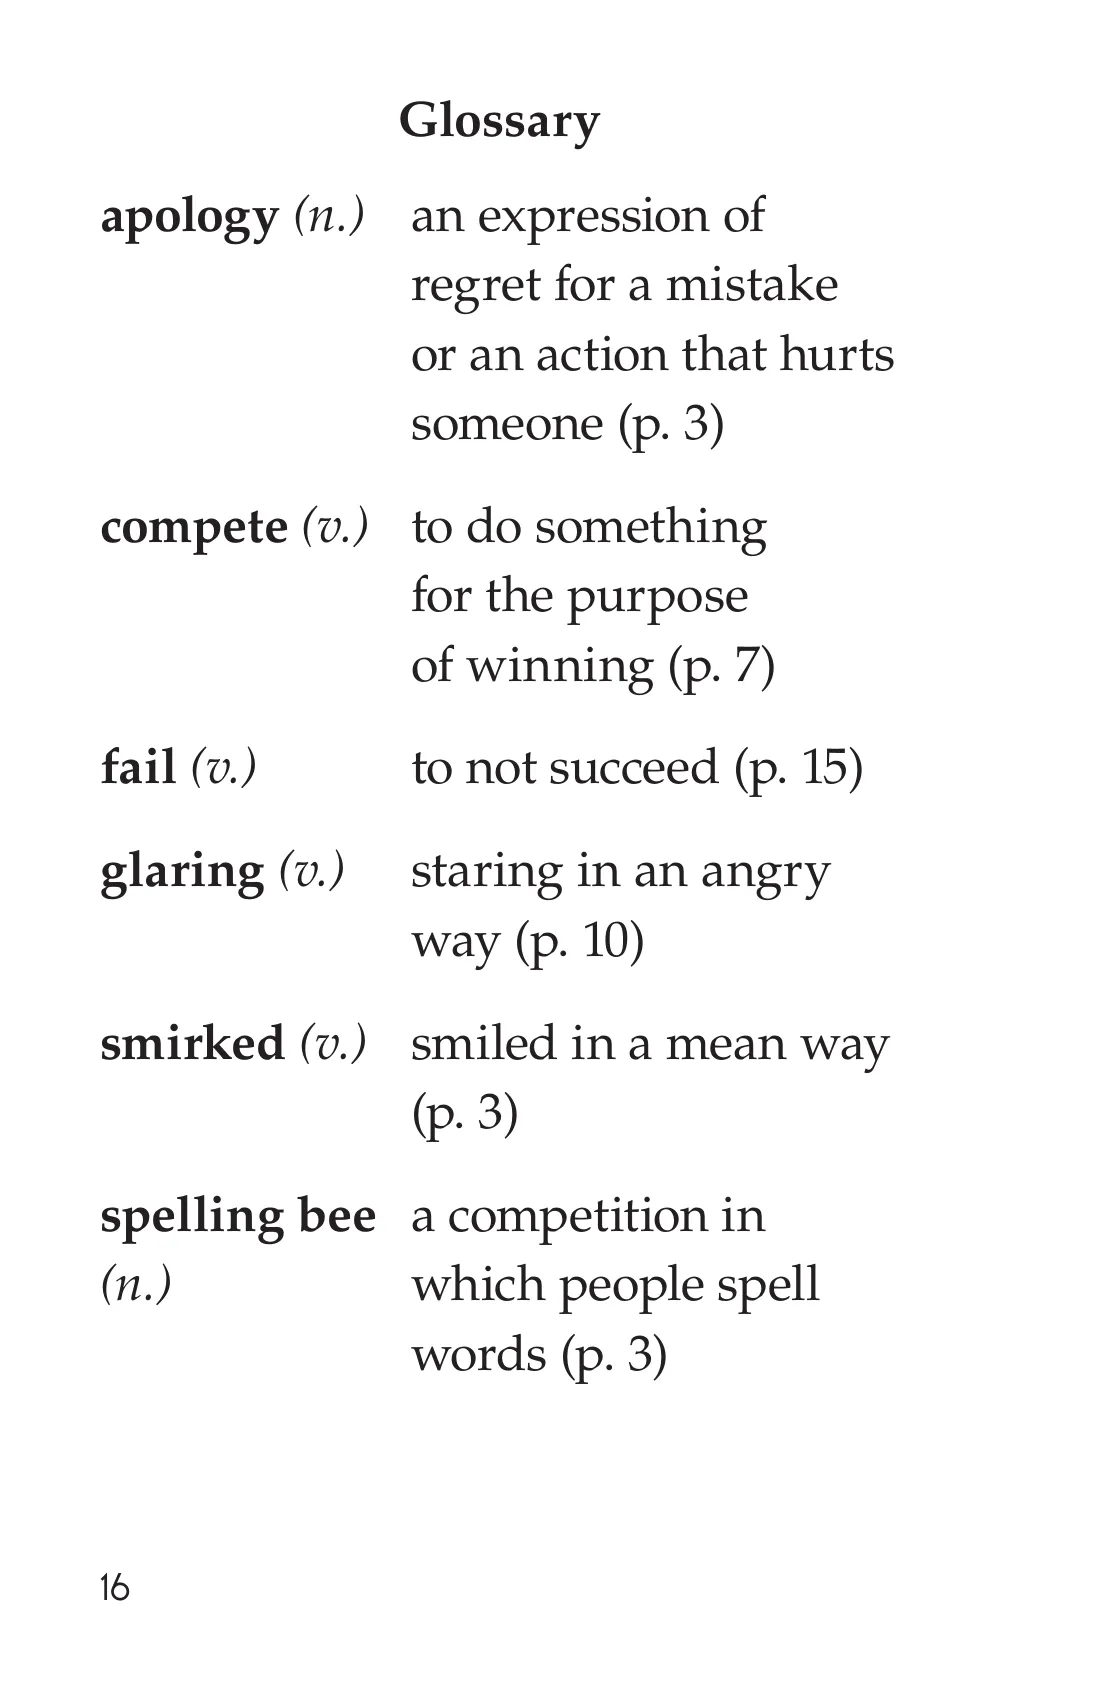 Glossary
apology (n.) an expression of
regret for a mistake
or an action that hurts
someone (p. 3)
compete (v.) to do something
for the purpose
of winning (p. 7)
fail (v.) to not succeed (p. 15)
glaring (v.) staring in an angry
way (p. 10)
smirked (v.) smiled in a mean way
(p. 3)
spelling bee a competition in
(n.) which people spell
words (p. 3)
16